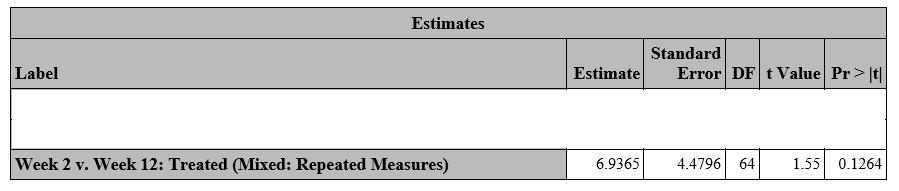 Estimates
Standard
Label Estimate Error DF t Value Pr > |t|
Week 2 v. Week 12: Treated (Mixed: Repeated Measures) 6.9365 4.4796 64 1.55 0.1264